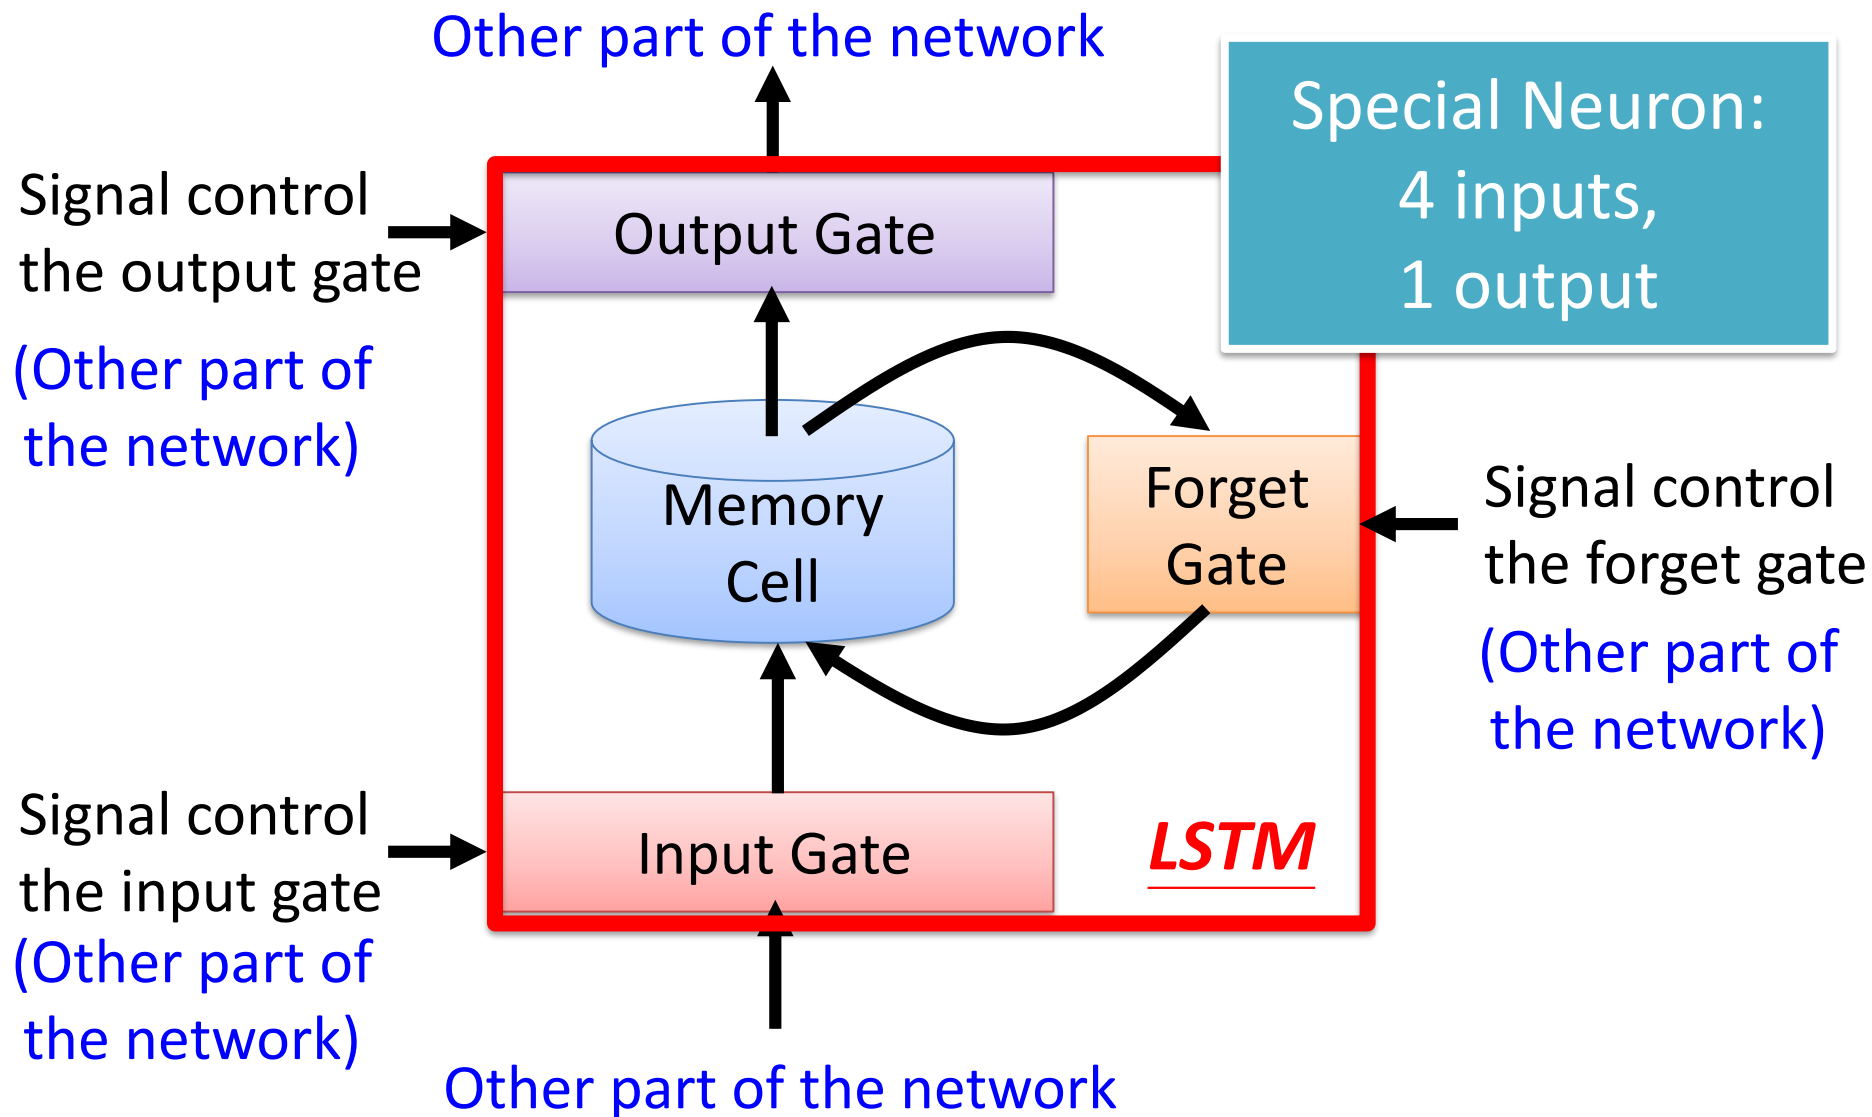 Other part of the network
Special Neuron:
4 inputs,
1 output
Signal control
the output gate
(Other part of
the network)
Output Gate
Memory
Cell
Forget
Gate
Signal control
the forget gate
(Other part of
the network)
Signal control
the input gate
(Other part of
the network)
Input Gate
LSTM
Other part of the network